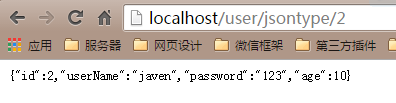 localhost/user/jsontype/2
应用 服务器 网页设计 微信框架 第三方插件
{"id":2,"userName":"javen","password":"123","age":10}